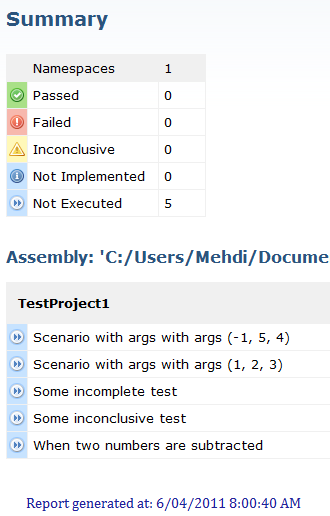 Summary
Namespaces 1
Passed 0
Failed 0
Inconclusive 0
Not Implemented 0
Not Executed 5
Assembly: 'C:/Users/Mehdi/Docume
TestProject1
Scenario with args with args (-1, 5, 4)
Scenario with args with args (1, 2, 3)
Some incomplete test
Some inconclusive test
When two numbers are subtracted
Report generated at: 6/04/2011 8:00:40 AM